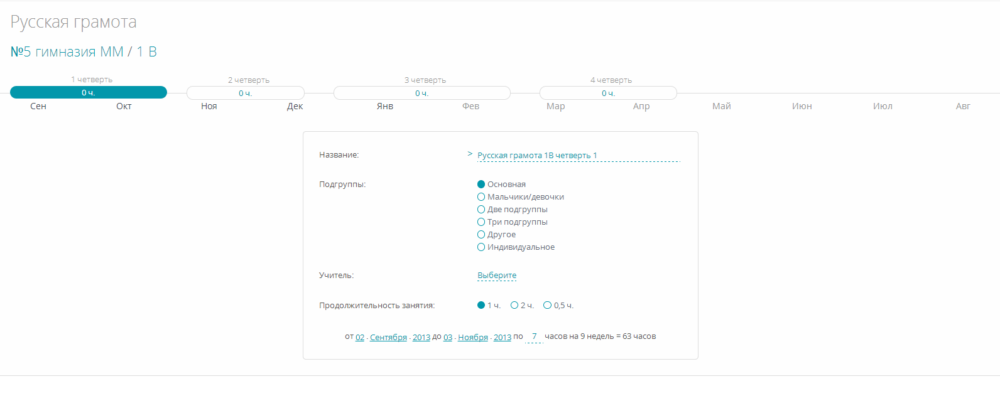 Русская грамота
№5 гимназия ММ / 1 В
1 четверть 2 четверть 3 четверть 4 четверть
0 ч. 0 ч. 0 ч. 0 ч.
Сен Окт Ноя Дек Янв Фев Мар Апр Май Июн Июл Авг
Название: > Русская грамота 1В четверть 1
Подгруппы: Основная
Мальчики/девочки
Две подгруппы
Три подгруппы
Другое
Индивидуальное
Учитель: Выберите
Продолжительность занятия: 1 ч. 2 ч. 0,5 ч.
от 02 . Сентября . 2013 до 03 . Ноября . 2013 по 7 часов на 9 недель = 63 часов